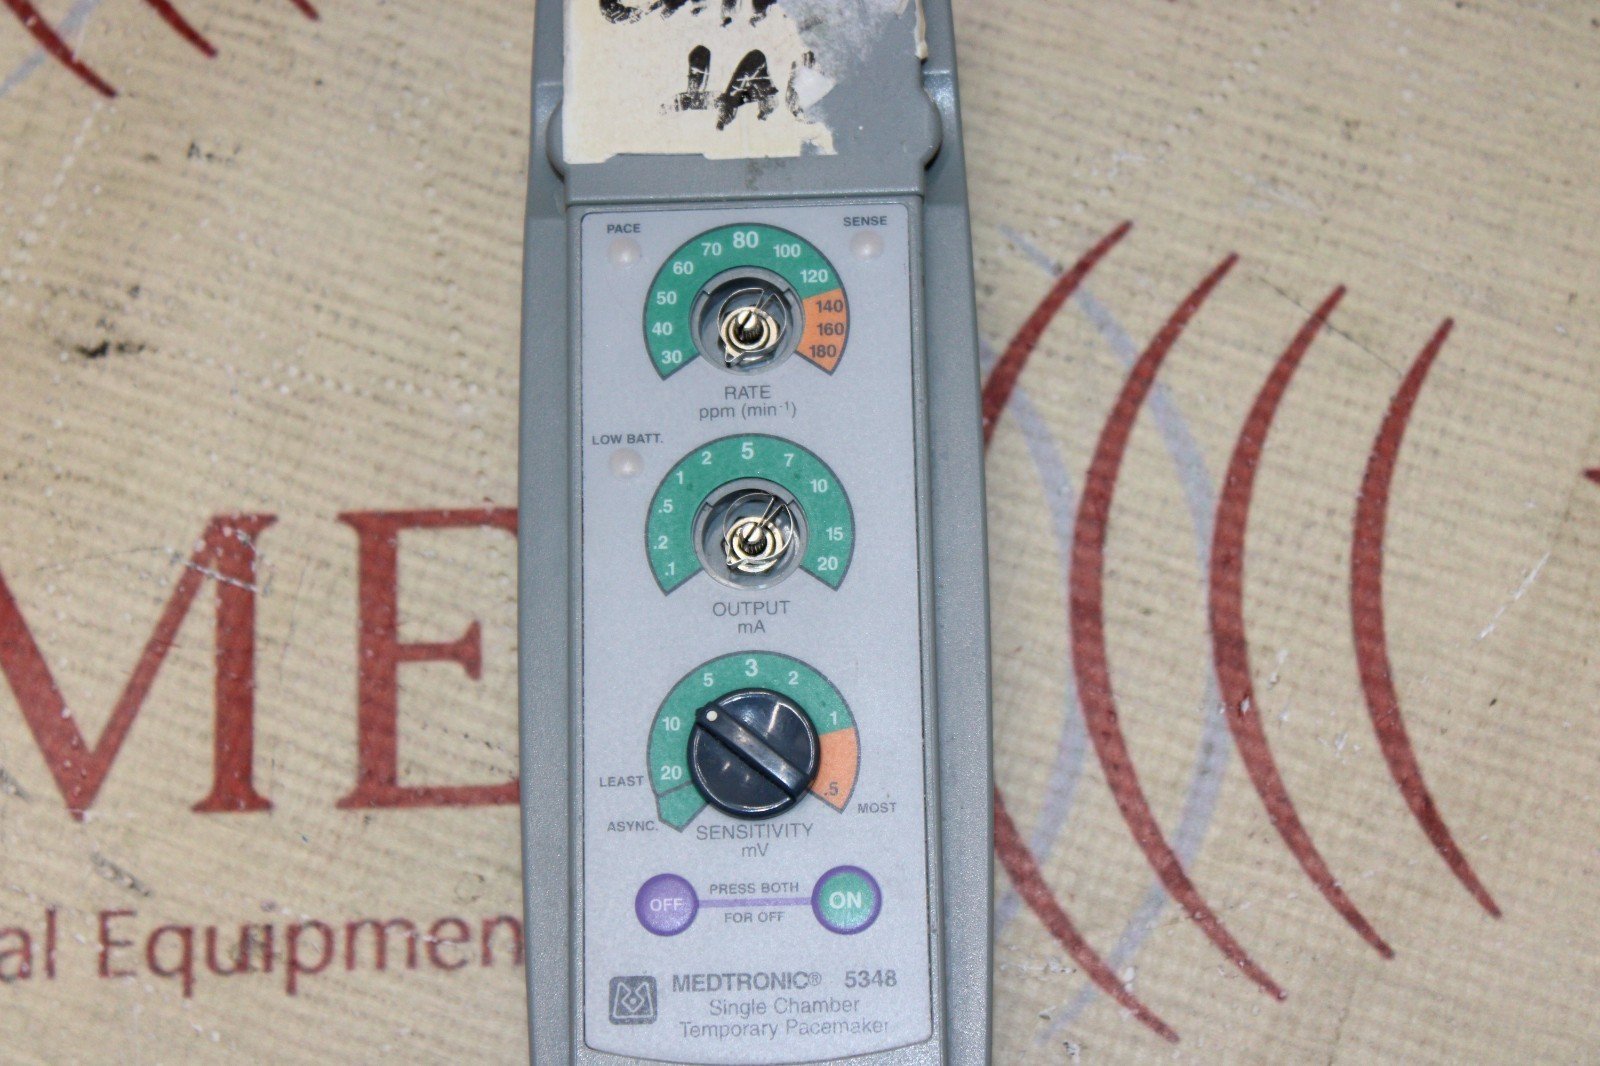 PACE
SENSE
30 40 50 60 70 80 100 120 140 160 180
RATE
ppm (min-1)
LOW BATT.
.1 .2 .5 1 2 5 7 10 15 20
OUTPUT
mA
ASYNC. 20 10 5 3 2 1 .5
LEAST
MOST
SENSITIVITY
mV
OFF
PRESS BOTH
FOR OFF
ON
MEDTRONIC® 5348
Single Chamber
Temporary Pacemaker
ME
al Equipmen